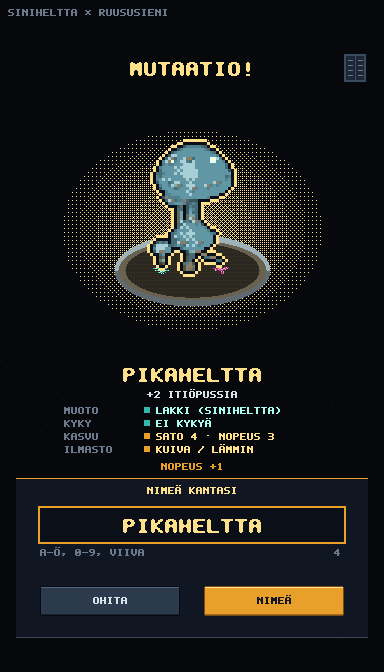 SINIHELTTA × RUUSUSIENI
MUTAATIO!
PIKAHELTTA
+2 ITIÖPUSSIA
MUOTO LAKKI (SINIHELTTA)
KYKY EI KYKYÄ
KASVU SATO 4 · NOPEUS 3
ILMASTO KUIVA / LÄMMIN
NOPEUS +1
NIMEÄ KANTASI
PIKAHELTTA
A-Ö, 0-9, VIIVA 4
OHITA NIMEÄ